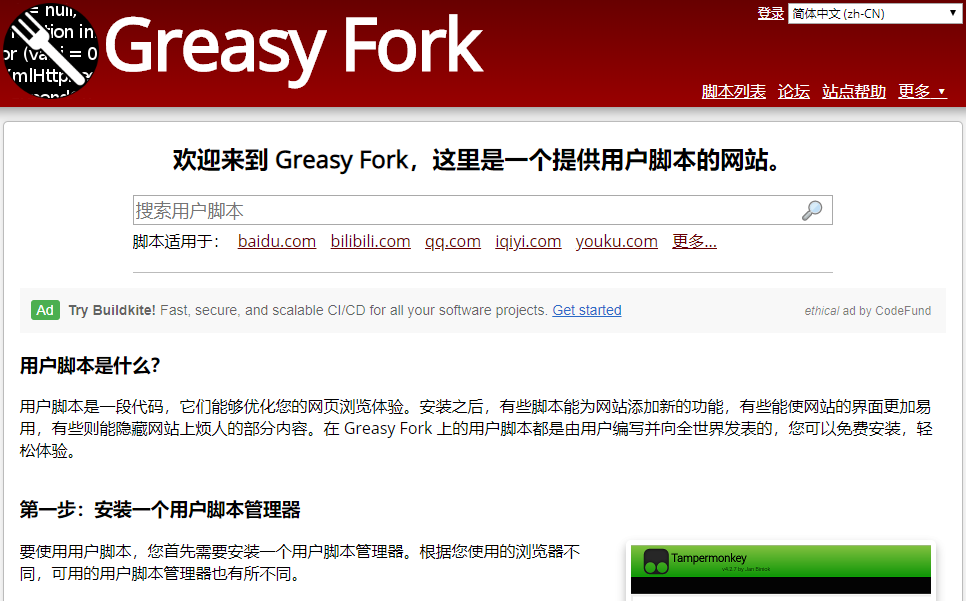 = null,
tion in
or (va i = 0
XmlHttp
Greasy Fork
登录 简体中文 (zh-CN)
脚本列表 论坛 站点帮助 更多
欢迎来到 Greasy Fork，这里是一个提供用户脚本的网站。
搜索用户脚本
脚本适用于： baidu.com bilibili.com qq.com iqiyi.com youku.com 更多...
Ad Try Buildkite! Fast, secure, and scalable CI/CD for all your software projects. Get started ethical ad by CodeFund
用户脚本是什么？
用户脚本是一段代码，它们能够优化您的网页浏览体验。安装之后，有些脚本能为网站添加新的功能，有些能使网站的界面更加易
用，有些则能隐藏网站上烦人的部分内容。在 Greasy Fork 上的用户脚本都是由用户编写并向全世界发表的，您可以免费安装，轻
松体验。
第一步：安装一个用户脚本管理器
要使用用户脚本，您首先需要安装一个用户脚本管理器。根据您使用的浏览器不
同，可用的用户脚本管理器也有所不同。
Tampermonkey